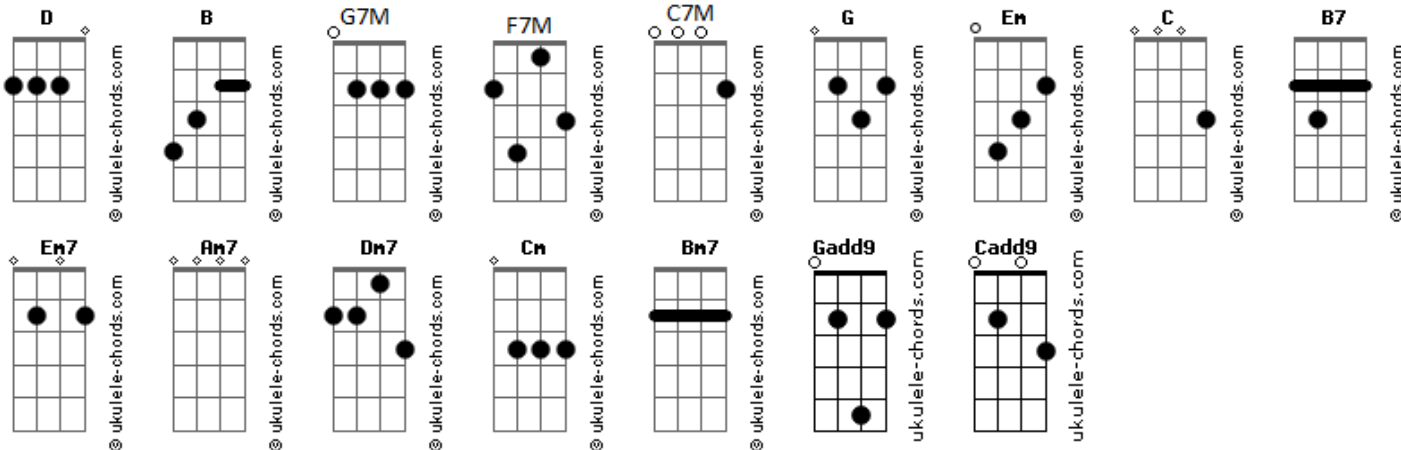 D B G7M F7M C7M G Em C B7
© ukulele-chords.com © ukulele-chords.com © ukulele-chords.com © ukulele-chords.com © ukulele-chords.com © ukulele-chords.com © ukulele-chords.com © ukulele-chords.com © ukulele-chords.com
Em7 Am7 Dm7 Cm Bm7 Gadd9 Cadd9
© ukulele-chords.com © ukulele-chords.com © ukulele-chords.com © ukulele-chords.com © ukulele-chords.com ukulele-chords.com ukulele-chords.com